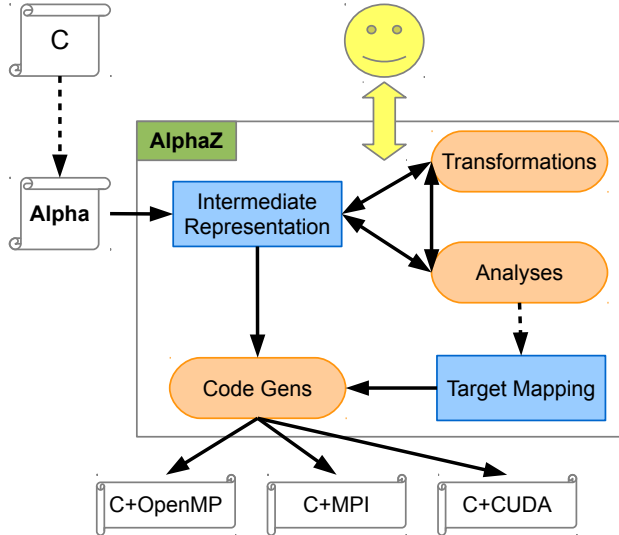 C
AlphaZ
Transformations
Alpha
Intermediate
Representation
Analyses
Code Gens
Target Mapping
C+OpenMP
C+MPI
C+CUDA